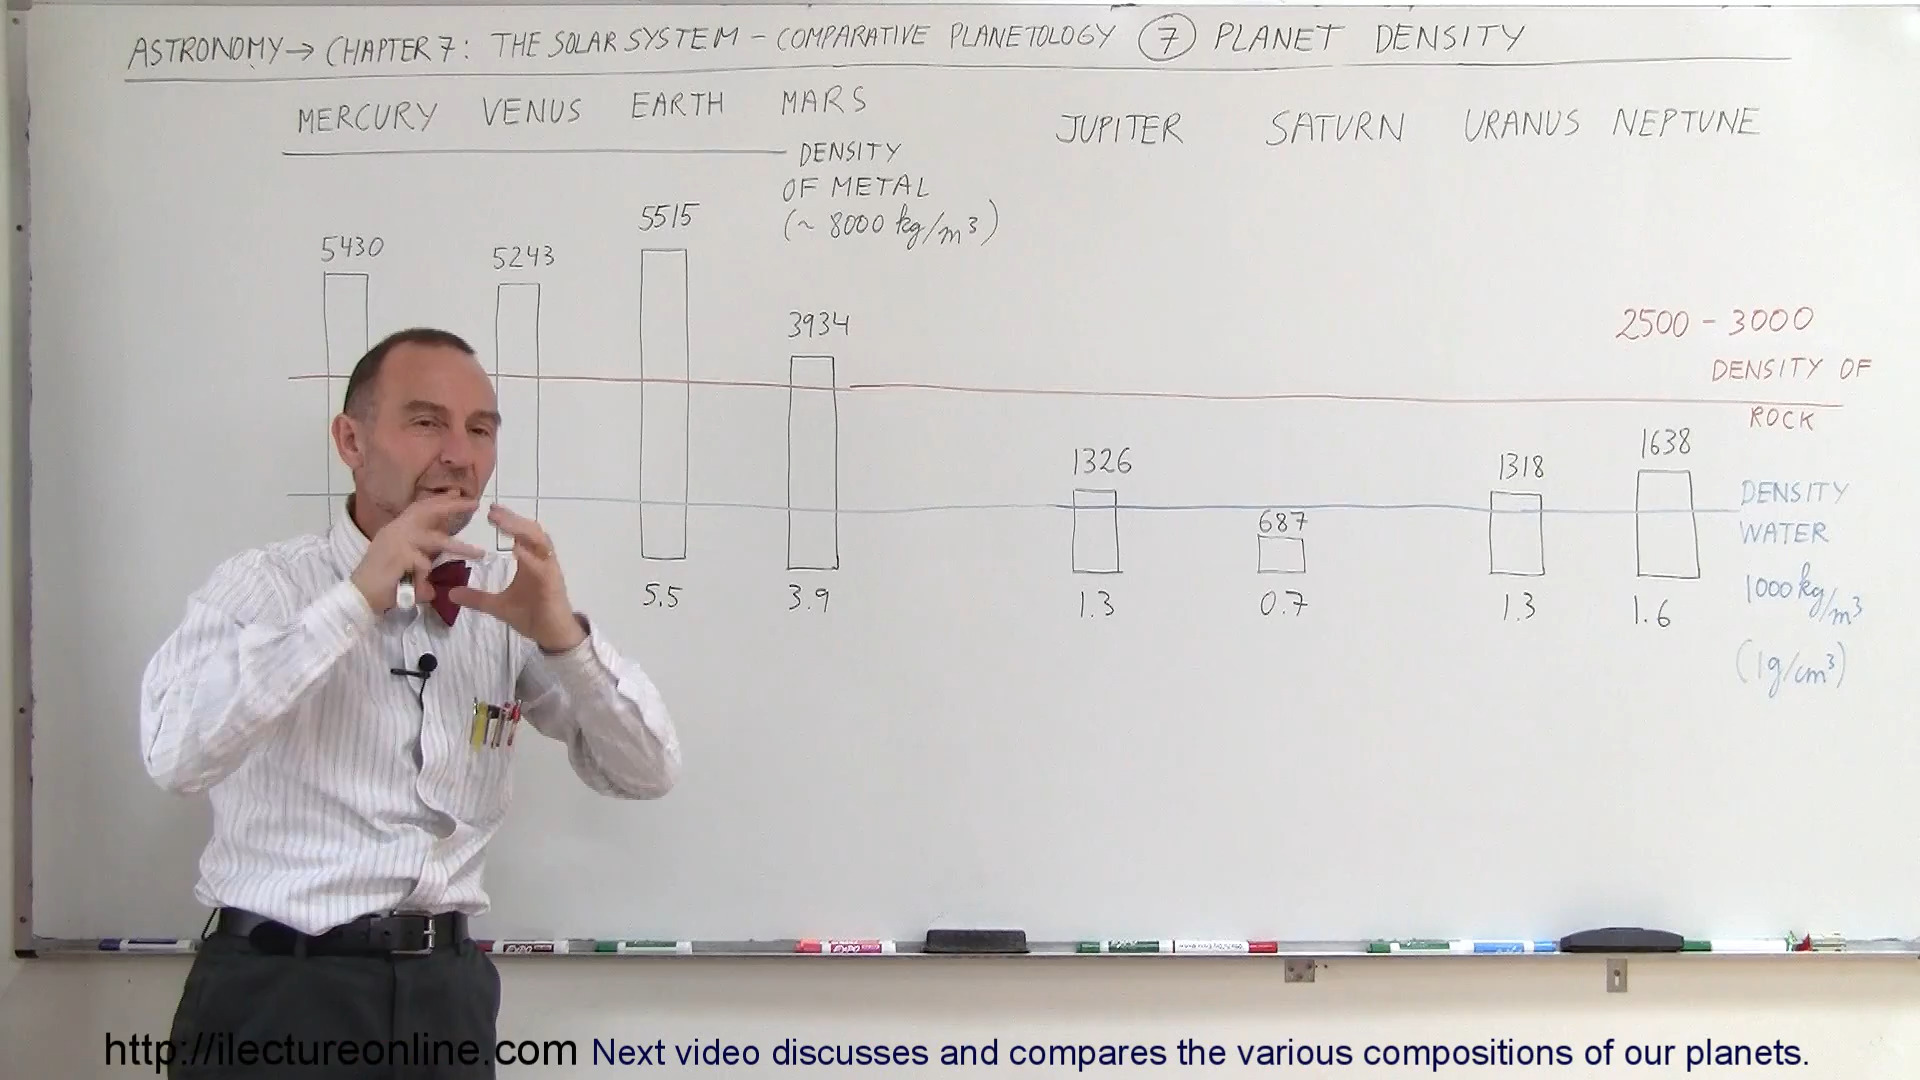 ASTRONOMY→ CHAPTER 7: THE SOLAR SYSTEM – COMPARATIVE PLANETOLOGY 7 PLANET DENSITY
MERCURY VENUS EARTH MARS JUPITER SATURN URANUS NEPTUNE
DENSITY
OF METAL
(~ 8000 kg/m³)
5430 5243 5515 3934
2500 – 3000
DENSITY OF
ROCK
1326 687 1318 1638
DENSITY
WATER
1000 kg/m³
(1g/cm³)
5.5 3.9 1.3 0.7 1.3 1.6
http://ilectureonline.com Next video discusses and compares the various compositions of our planets.